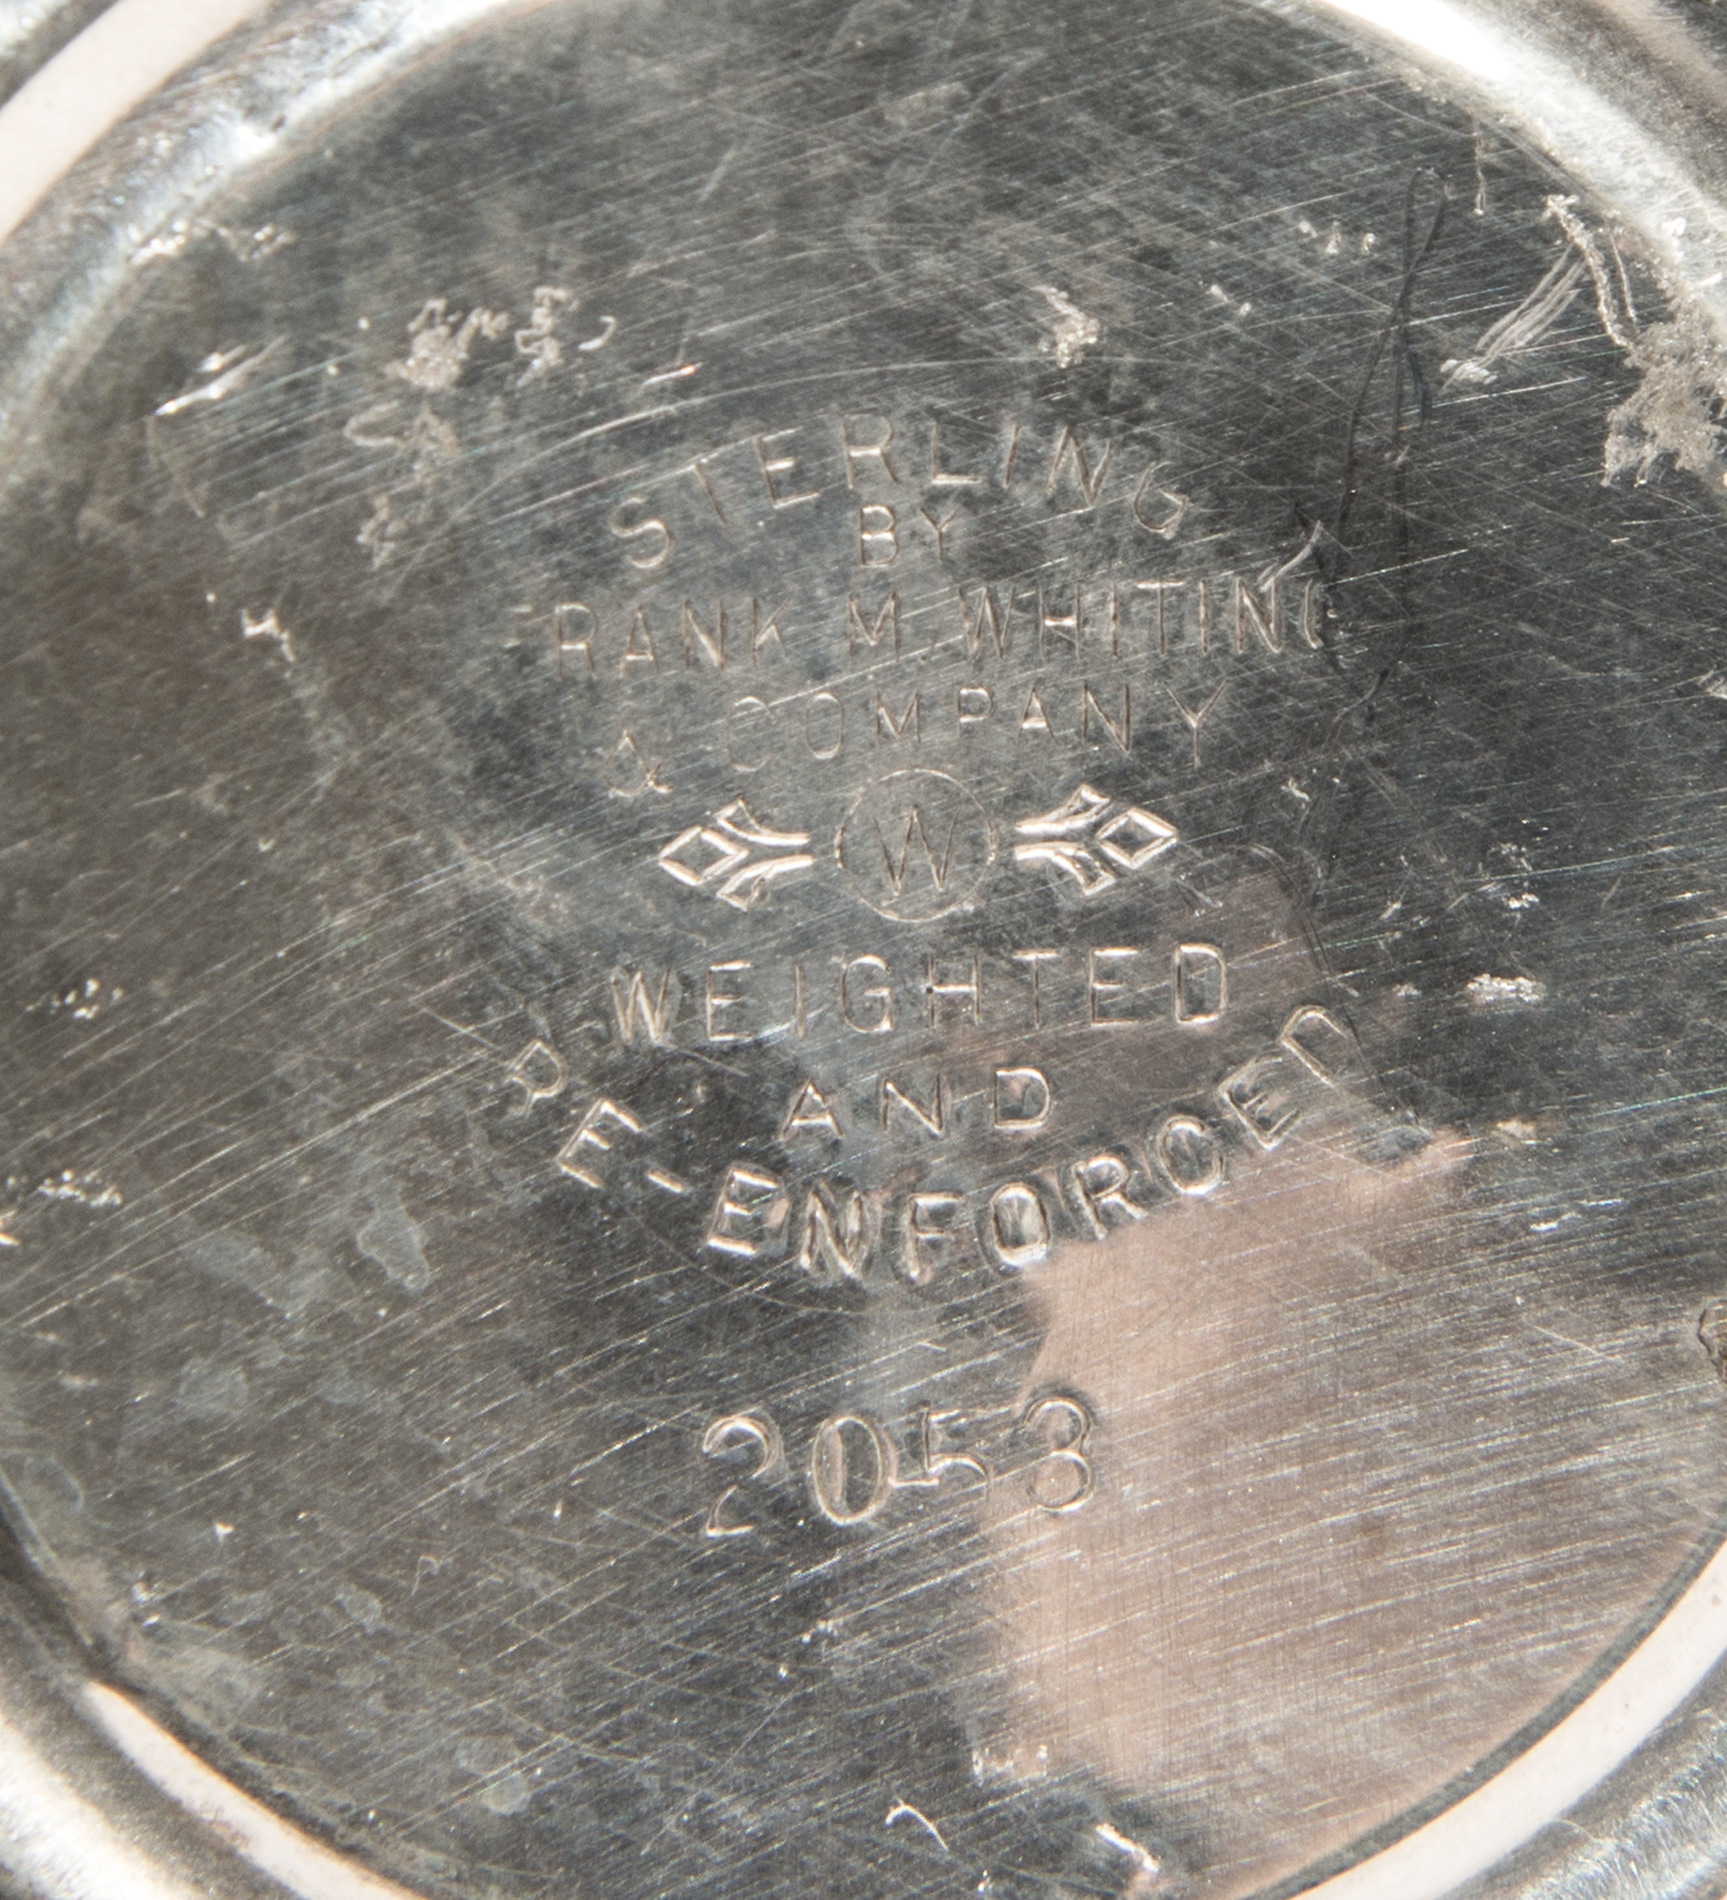 STERLING
BY
FRANK M. WHITING
& COMPANY
W
WEIGHTED
AND
RE-ENFORCED
2053